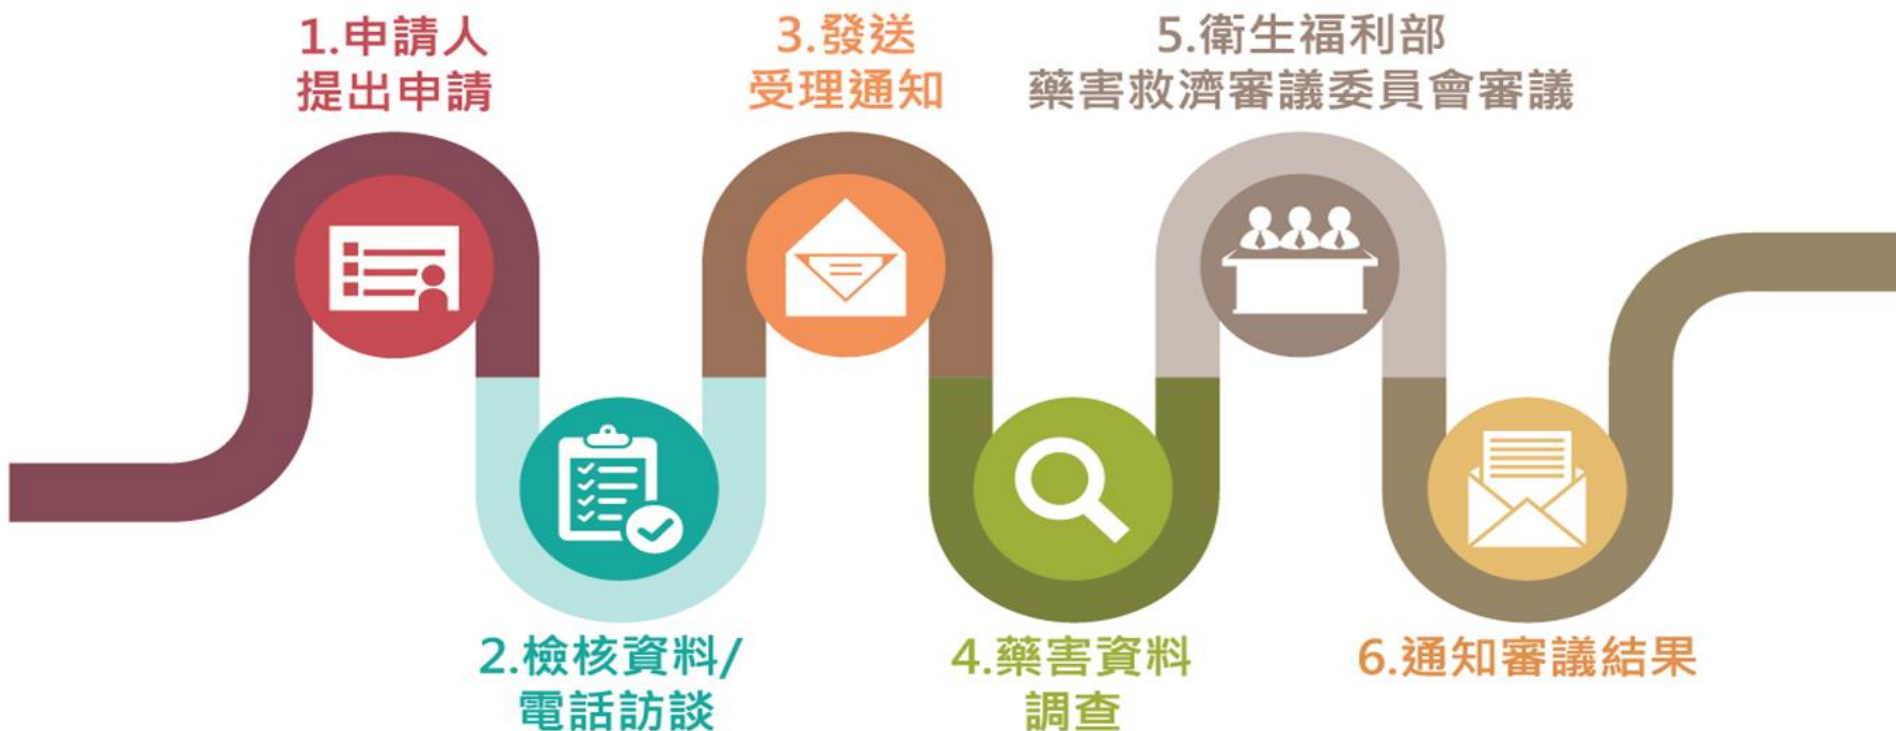 1.申請人
提出申請
2.檢核資料/
電話訪談
3.發送
受理通知
4.藥害資料
調查
5.衛生福利部
藥害救濟審議委員會審議
6.通知審議結果